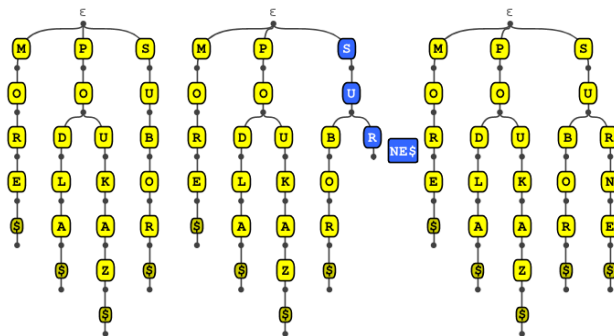 ε ε ε
M P S M P S M P S
O O U O O U O O U
R D U B R D U B R NE$ R D U B R
E L K O E L K O E L K O N
$ A A R $ A A R $ A A R E
$ Z $ $ Z $ $ Z $ $
$ $ $